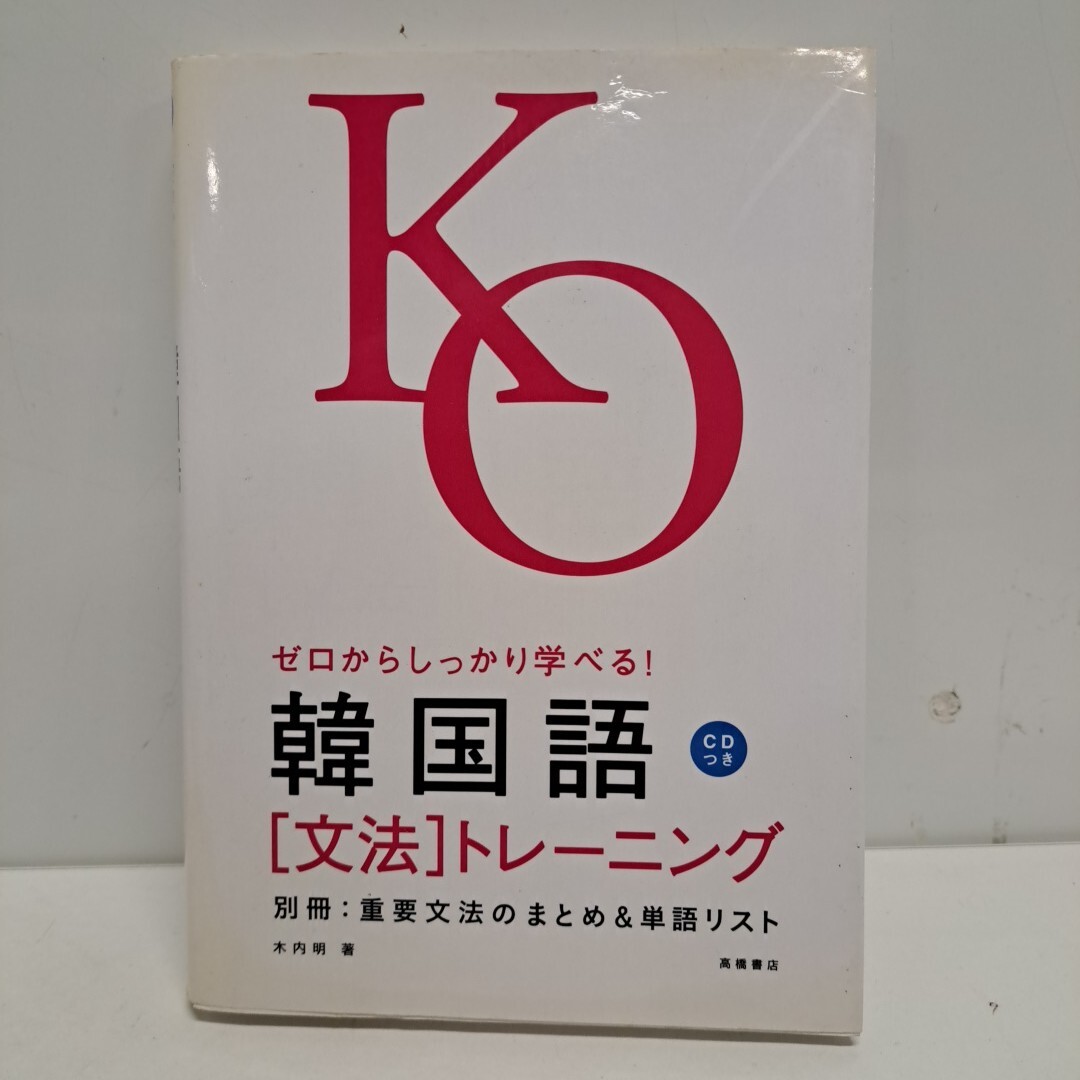 KO
ゼロからしっかり学べる!
韓国語
CD
つき
[文法]トレーニング
別冊:重要文法のまとめ&単語リスト
木内明 著
高橋書店